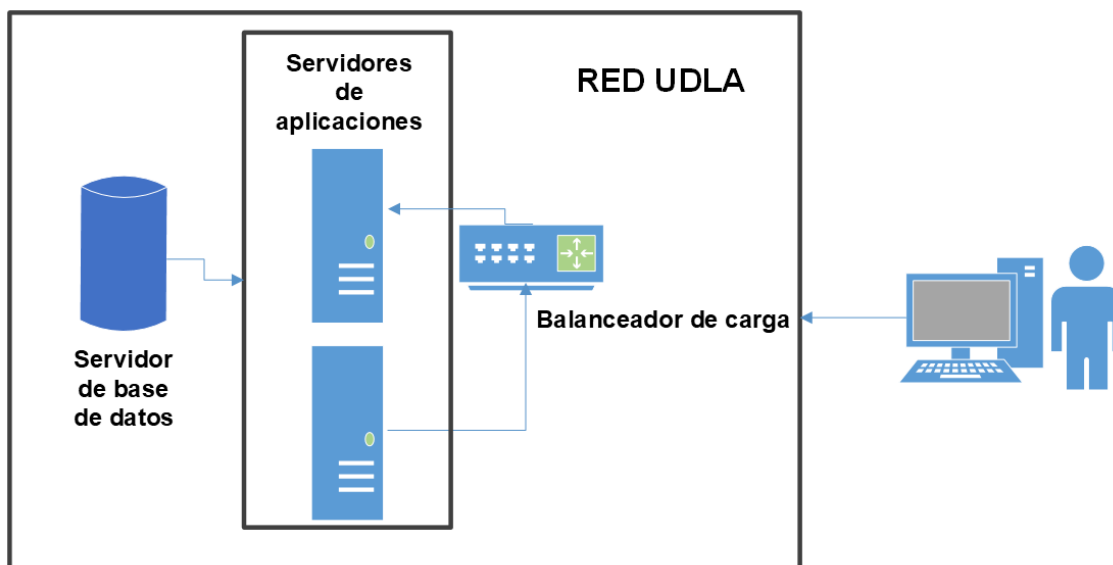 Servidores
de
aplicaciones
RED UDLA
Balanceador de carga
Servidor
de base
de datos